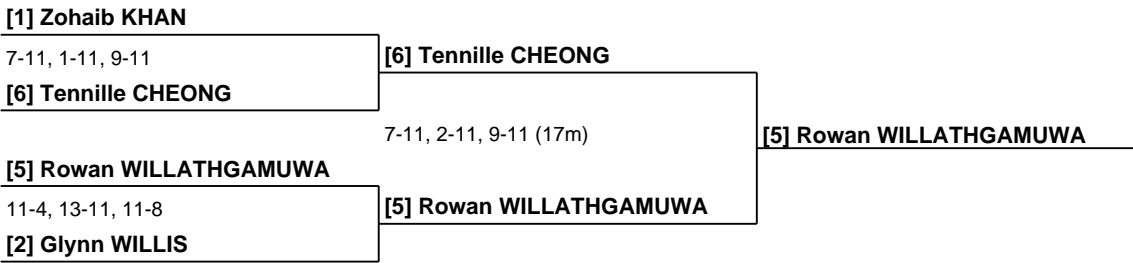 [1] Zohaib KHAN
7-11, 1-11, 9-11
[6] Tennille CHEONG
[6] Tennille CHEONG
7-11, 2-11, 9-11 (17m)
[5] Rowan WILLATHGAMUWA
[5] Rowan WILLATHGAMUWA
11-4, 13-11, 11-8
[5] Rowan WILLATHGAMUWA
[2] Glynn WILLIS